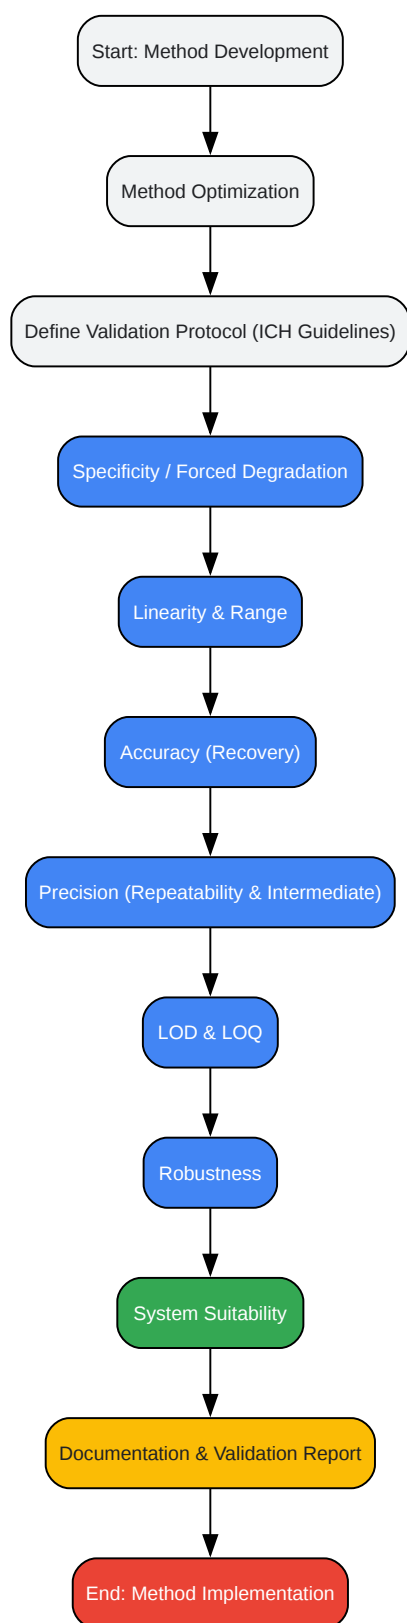 Start: Method Development
Method Optimization
Define Validation Protocol (ICH Guidelines)
Specificity / Forced Degradation
Linearity & Range
Accuracy (Recovery)
Precision (Repeatability & Intermediate)
LOD & LOQ
Robustness
System Suitability
Documentation & Validation Report
End: Method Implementation